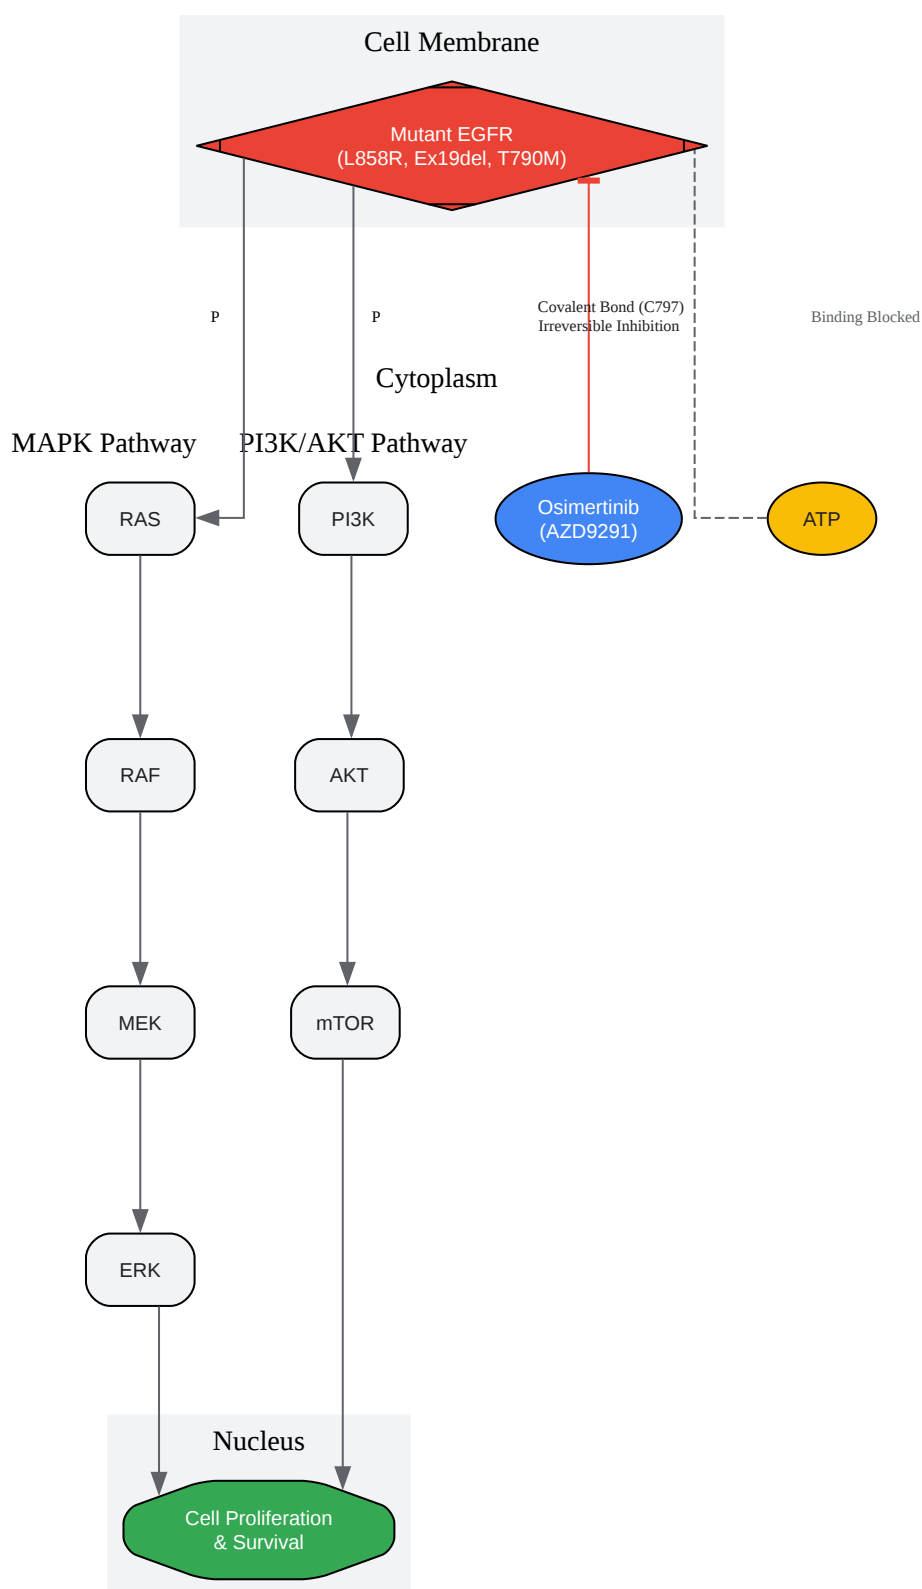 Cell Membrane
Mutant EGFR
(L858R, Ex19del, T790M)
P
P
Covalent Bond (C797)
Irreversible Inhibition
Binding Blocked
Cytoplasm
MAPK Pathway
PI3K/AKT Pathway
RAS
PI3K
Osimertinib
(AZD9291)
ATP
RAF
AKT
MEK
mTOR
ERK
Nucleus
Cell Proliferation
& Survival